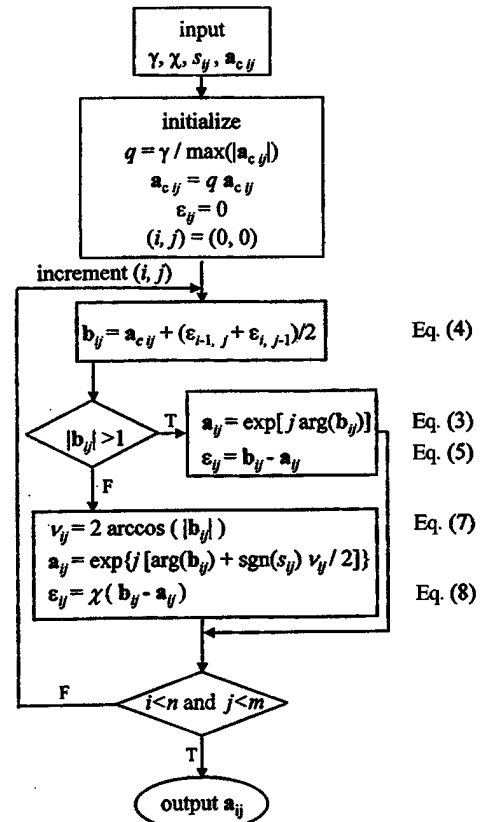 input
γ, χ, s_ij, a_c ij
initialize
q = γ / max(|a_c ij|)
a_c ij = q a_c ij
ε_ij = 0
(i, j) = (0, 0)
increment (i, j)
b_ij = a_c ij + (ε_i-1, j + ε_i, j-1)/2 Eq. (4)
|b_ij| >1
T
a_ij = exp[ j arg(b_ij)] Eq. (3)
ε_ij = b_ij - a_ij Eq. (5)
F
ν_ij = 2 arccos ( |b_ij| ) Eq. (7)
a_ij = exp{j [arg(b_ij) + sgn(s_ij) ν_ij / 2]}
ε_ij = χ( b_ij - a_ij) Eq. (8)
F
i<n and j<m
T
output a_ij